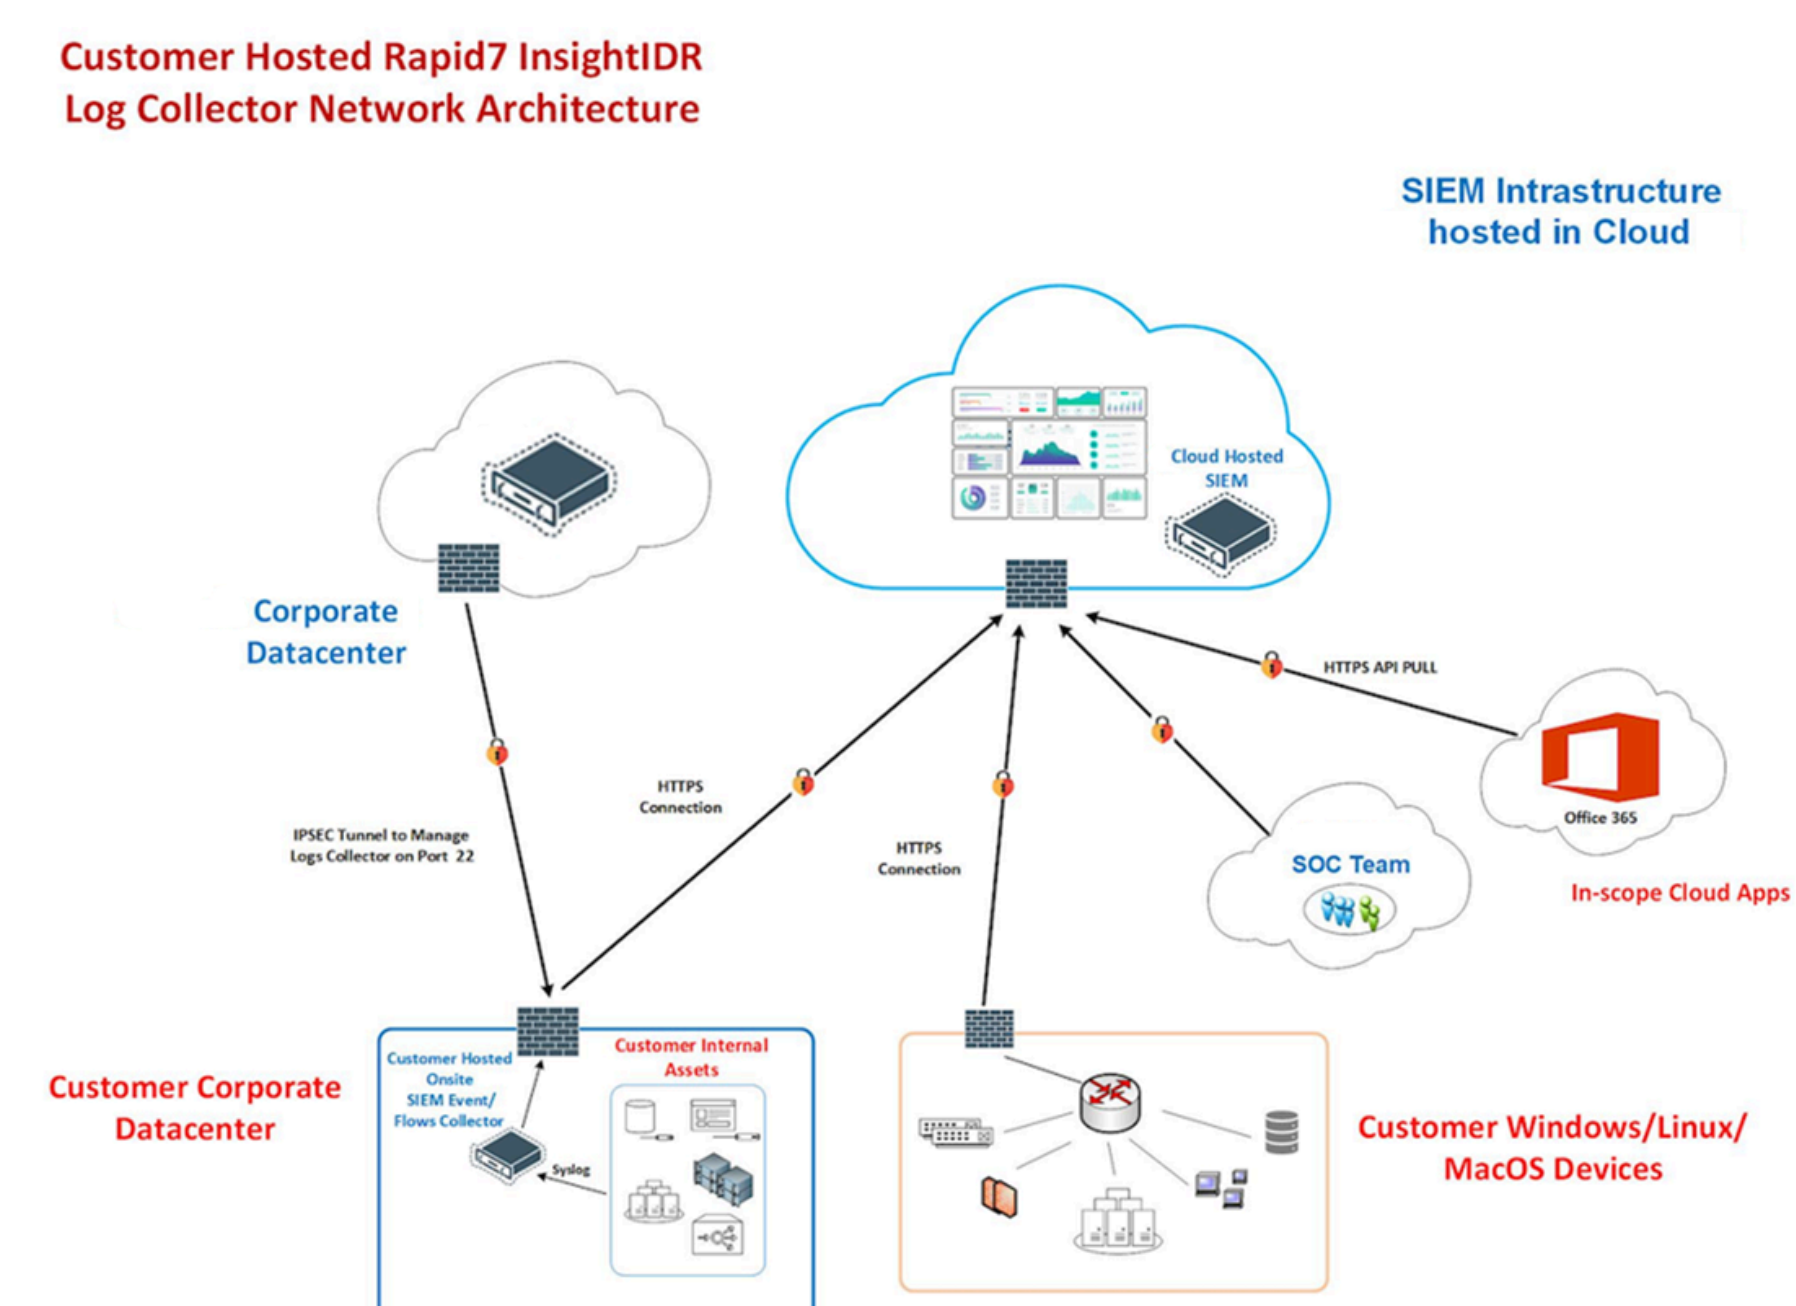 Customer Hosted Rapid7 InsightIDR
Log Collector Network Architecture
SIEM Intrastructure
hosted in Cloud
Cloud Hosted
SIEM
Corporate
Datacenter
HTTPS API PULL
HTTPS
Connection
IPSEC Tunnel to Manage
Logs Collector on Port 22
HTTPS
Connection
Office 365
SOC Team
In-scope Cloud Apps
Customer Hosted
Onsite
SIEM Event/
Flows Collector
Customer Internal
Assets
Syslog
Customer Corporate
Datacenter
Customer Windows/Linux/
MacOS Devices